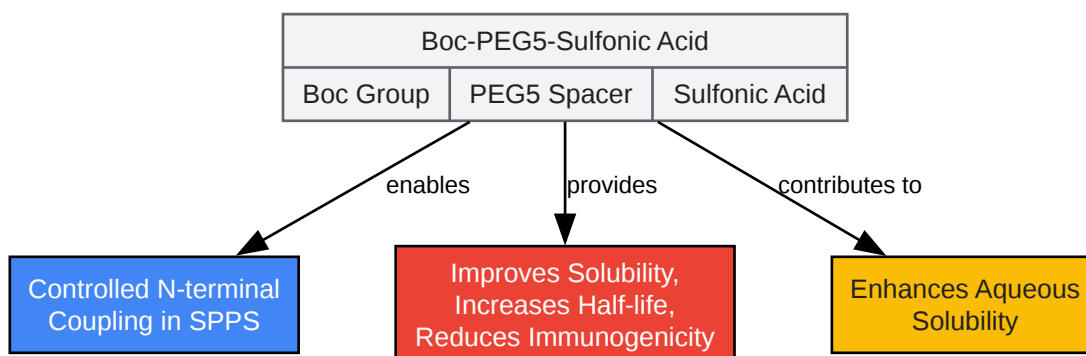 Boc-PEG5-Sulfonic Acid
Boc Group
PEG5 Spacer
Sulfonic Acid
enables
provides
contributes to
Controlled N-terminal
Coupling in SPPS
Improves Solubility,
Increases Half-life,
Reduces Immunogenicity
Enhances Aqueous
Solubility